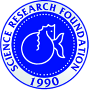 SCIENCE RESEARCH FOUNDATION
1990